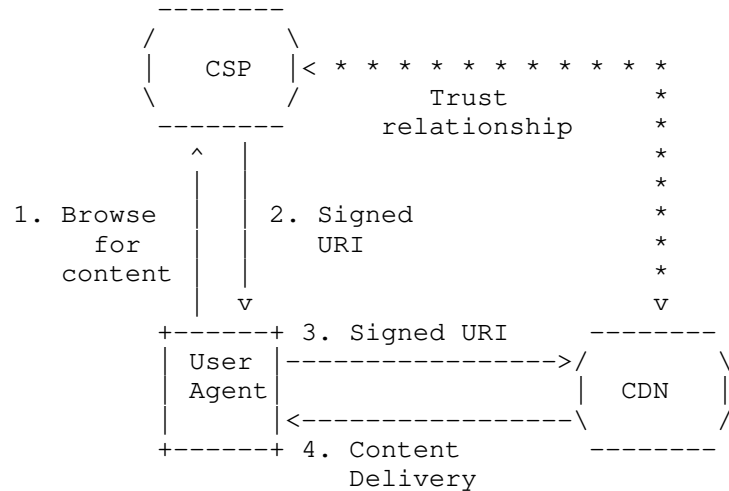 CSP
Trust
relationship
1. Browse
for
content
2. Signed
URI
3. Signed URI
User
Agent
CDN
4. Content
Delivery